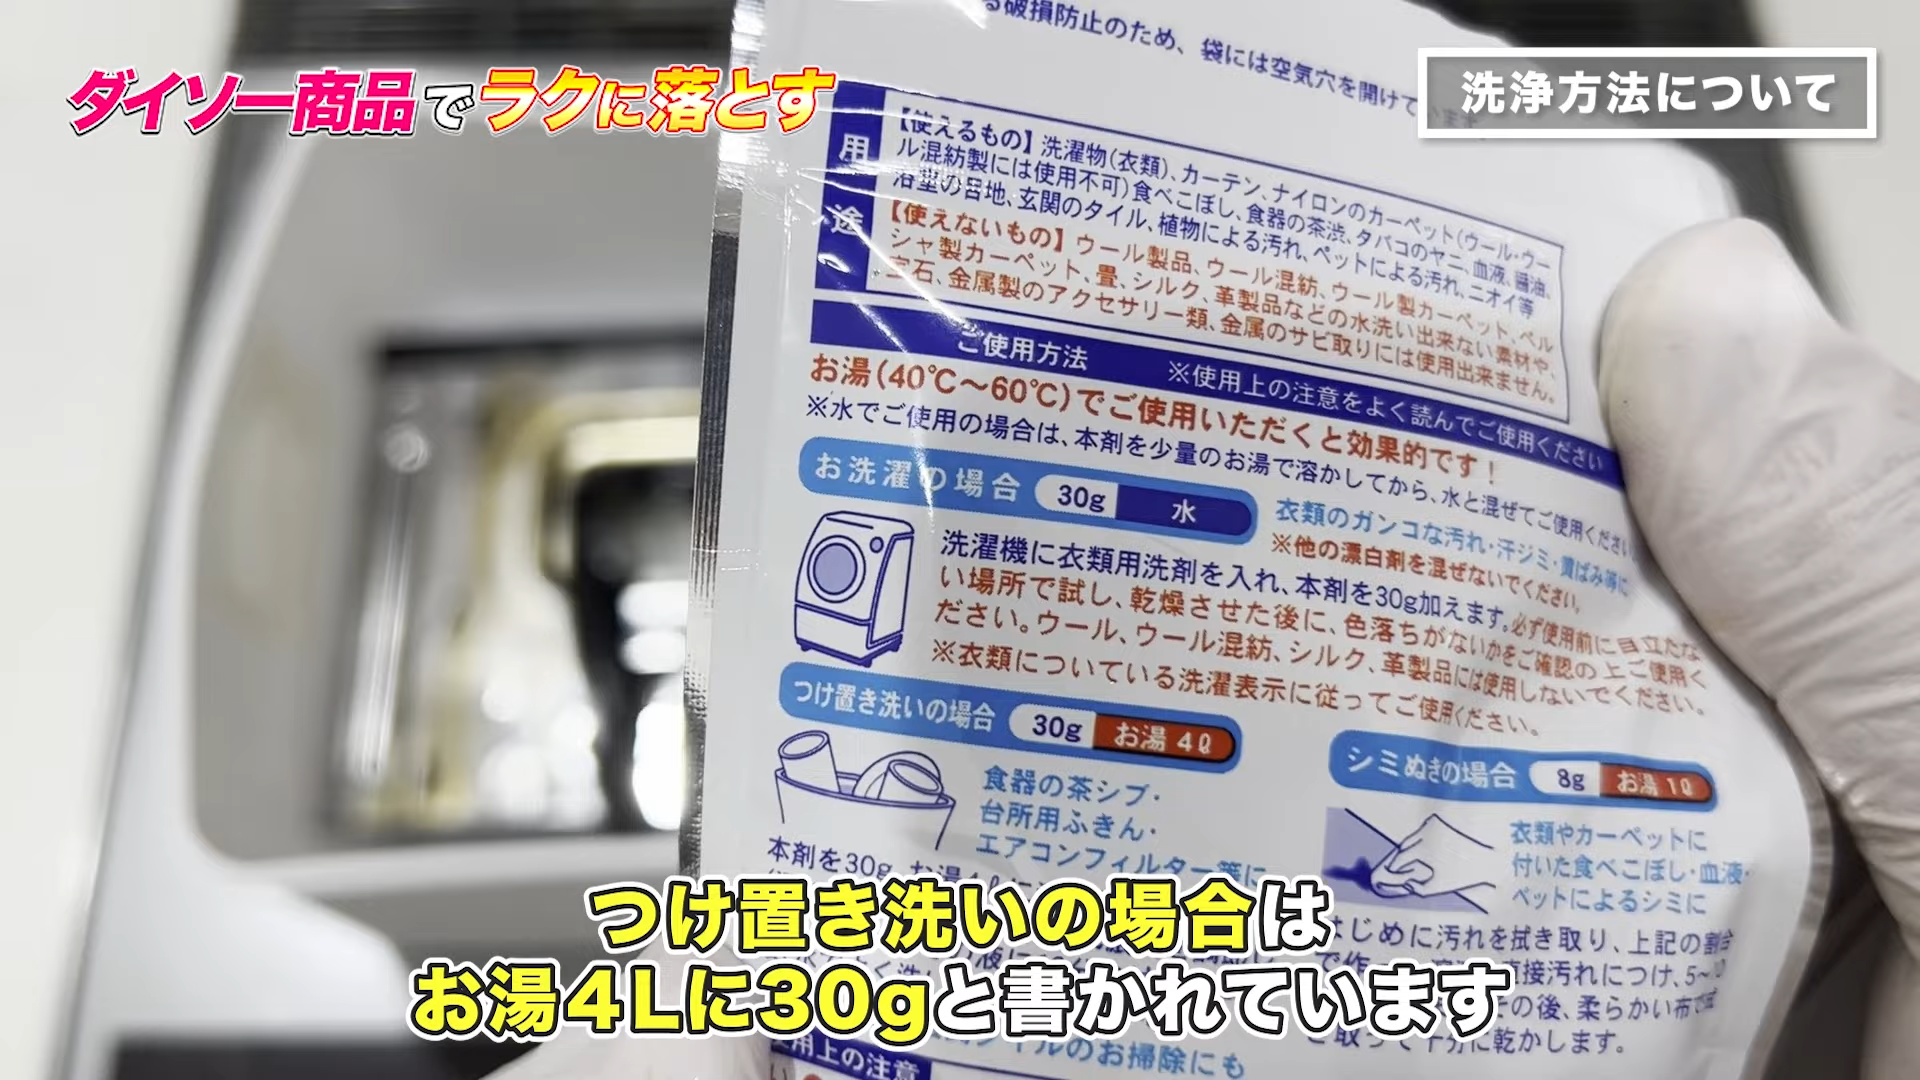 ダイソー商品でラクに落とす
洗浄方法について
破損防止のため、袋には空気穴を開けて
用途
【使えるもの】洗濯物(衣類)、カーテン、ナイロンのカーペット(ウール・ウー
ル混紡製には使用不可)食べこぼし、食器の茶渋、タバコのヤニ、血液、醤油、
浴室の目地、玄関のタイル、植物による汚れ、ペットによる汚れ、ニオイ等
【使えないもの】ウール製品、ウール混紡、ウール製カーペット、ベル
シャ製カーペット、畳、シルク、革製品などの水洗い出来ない素材や、
宝石、金属製のアクセサリー類、金属のサビ取りには使用出来ません。
ご使用方法 ※使用上の注意をよく読んでご使用ください
お湯(40℃〜60℃)でご使用いただくと効果的です!
※水でご使用の場合は、本剤を少量のお湯で溶かしてから、水と混ぜてご使用ください
お洗濯の場合 30g 水
衣類のガンコな汚れ・汗ジミ・黄ばみ等に
※他の漂白剤を混ぜないでください。
洗濯機に衣類用洗剤を入れ、本剤を30g加えます。必ず使用前に目立たな
い場所で試し、乾燥させた後に、色落ちがないかをご確認の上ご使用く
ださい。ウール、ウール混紡、シルク、革製品には使用しないでください。
※衣類についている洗濯表示に従ってご使用ください。
つけ置き洗いの場合 30g お湯4ℓ
食器の茶シブ・
台所用ふきん・
エアコンフィルター等に
本剤を30g、お湯4ℓに
シミぬきの場合 8g お湯1ℓ
衣類やカーペットに
付いた食べこぼし・血液・
ペットによるシミに
はじめに汚れを拭き取り、上記の割合
直接汚れにつけ、5~
その後、柔らかい布で
取って十分に乾かします。
のお掃除にも
用上の注意
つけ置き洗いの場合は
お湯4Lに30gと書かれています